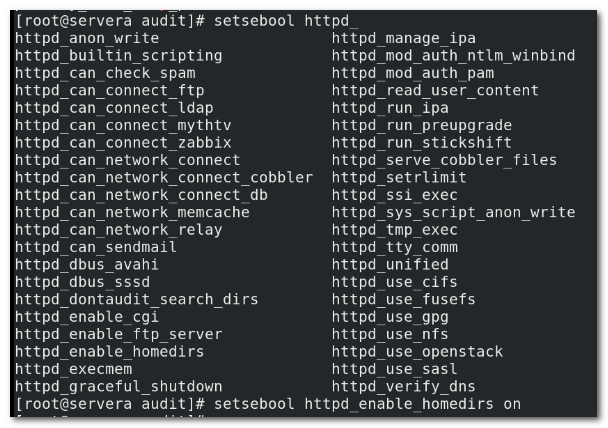 [root@servera audit]# setsebool httpd_
httpd_anon_write httpd_manage_ipa
httpd_builtin_scripting httpd_mod_auth_ntlm_winbind
httpd_can_check_spam httpd_mod_auth_pam
httpd_can_connect_ftp httpd_read_user_content
httpd_can_connect_ldap httpd_run_ipa
httpd_can_connect_mythtv httpd_run_preupgrade
httpd_can_connect_zabbix httpd_run_stickshift
httpd_can_network_connect httpd_serve_cobbler_files
httpd_can_network_connect_cobbler httpd_setrlimit
httpd_can_network_connect_db httpd_ssi_exec
httpd_can_network_memcache httpd_sys_script_anon_write
httpd_can_network_relay httpd_tmp_exec
httpd_can_sendmail httpd_tty_comm
httpd_dbus_avahi httpd_unified
httpd_dbus_sssd httpd_use_cifs
httpd_dontaudit_search_dirs httpd_use_fusefs
httpd_enable_cgi httpd_use_gpg
httpd_enable_ftp_server httpd_use_nfs
httpd_enable_homedirs httpd_use_openstack
httpd_execmem httpd_use_sasl
httpd_graceful_shutdown httpd_verify_dns
[root@servera audit]# setsebool httpd_enable_homedirs on